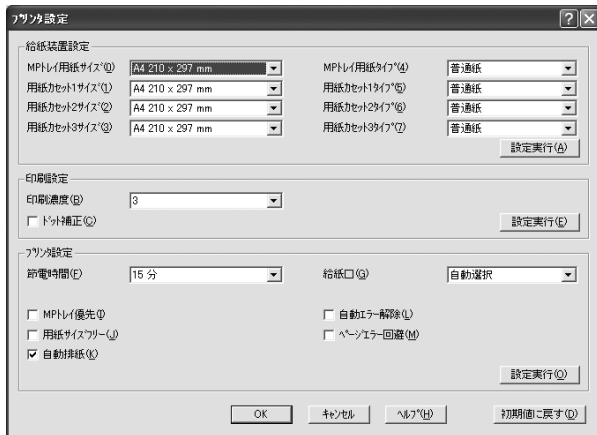 プリンタ設定
給紙装置設定
MPトレイ用紙サイズ(0) A4 210 x 297 mm MPトレイ用紙タイプ(4) 普通紙
用紙カセット1サイズ(1) A4 210 x 297 mm 用紙カセット1タイプ(5) 普通紙
用紙カセット2サイズ(2) A4 210 x 297 mm 用紙カセット2タイプ(6) 普通紙
用紙カセット3サイズ(3) A4 210 x 297 mm 用紙カセット3タイプ(7) 普通紙
設定実行(A)
印刷設定
印刷濃度(B) 3
ドット補正(C) 設定実行(E)
プリンタ設定
節電時間(F) 15 分 給紙口(G) 自動選択
MPトレイ優先(I) 自動エラー解除(L)
用紙サイズフリー(J) ページエラー回避(M)
自動排紙(K)
設定実行(O)
OK キャンセル ヘルプ(H) 初期値に戻す(D)